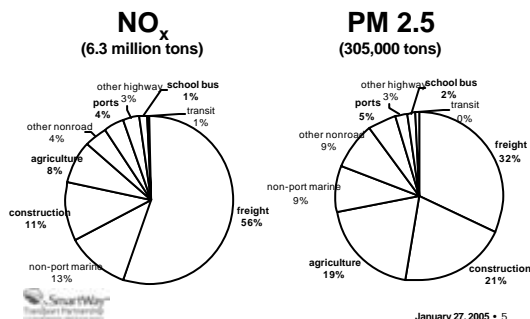 NOx
(6.3 million tons)
other highway
3%
school bus
1%
transit
1%
ports
4%
other nonroad
4%
agriculture
8%
construction
11%
non-port marine
13%
freight
56%
PM 2.5
(305,000 tons)
other highway
3%
school bus
2%
transit
0%
ports
5%
other nonroad
9%
non-port marine
9%
agriculture
19%
construction
21%
freight
32%
SmartWay
Transport Partnership
January 27, 2005 • 5